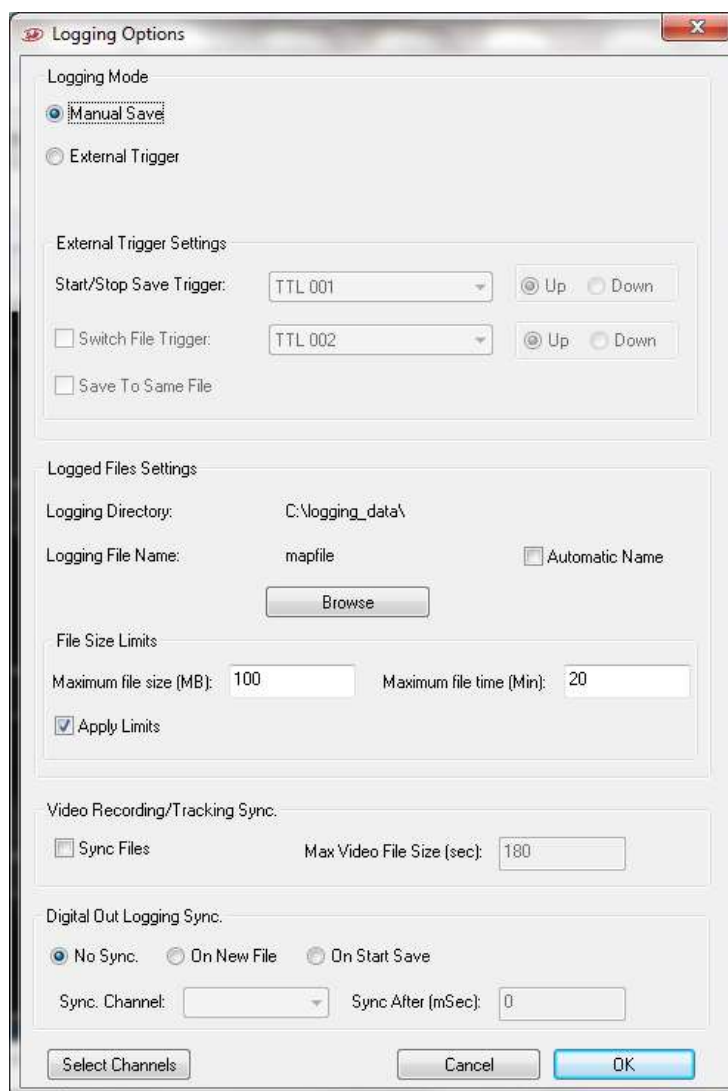 Logging Options
Logging Mode
Manual Save
External Trigger
External Trigger Settings
Start/Stop Save Trigger: TTL 001 Up Down
Switch File Trigger: TTL 002 Up Down
Save To Same File
Logged Files Settings
Logging Directory: C:\logging_data\
Logging File Name: mapfile Automatic Name
Browse
File Size Limits
Maximum file size (MB): 100 Maximum file time (Min): 20
Apply Limits
Video Recording/Tracking Sync.
Sync Files Max Video File Size (sec): 180
Digital Out Logging Sync.
No Sync. On New File On Start Save
Sync. Channel: Sync After (mSec): 0
Select Channels Cancel OK